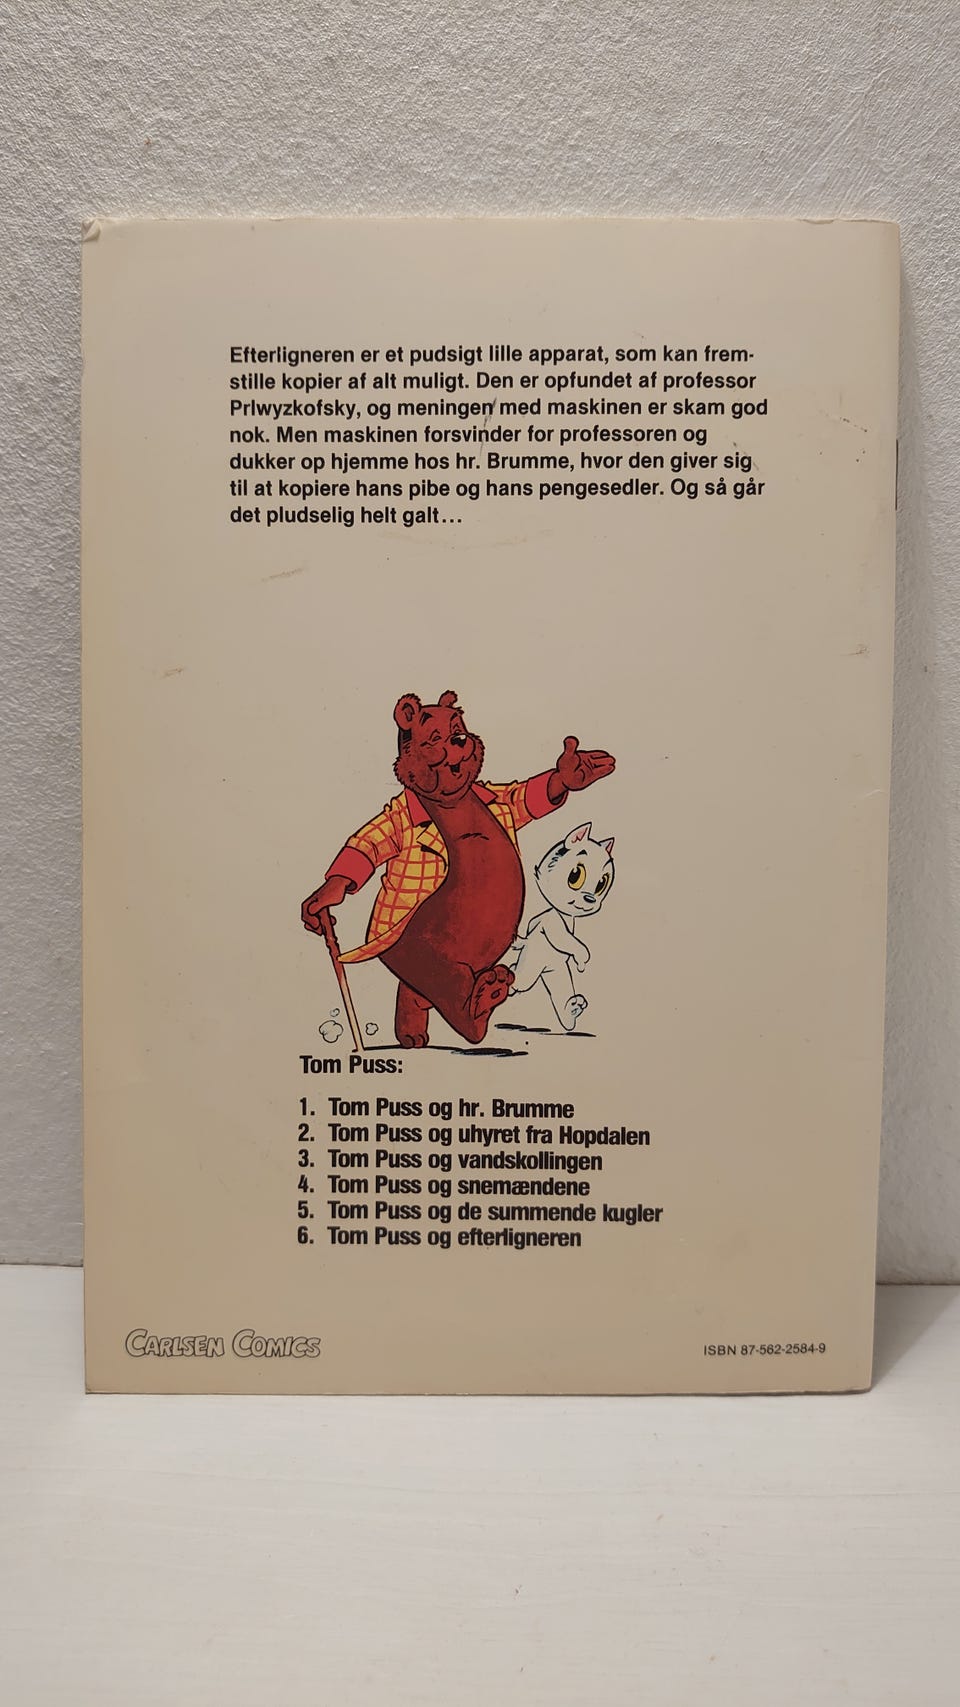 Efterligneren er et pudsigt lille apparat, som kan frem-
stille kopier af alt muligt. Den er opfundet af professor
Prlwyzkofsky, og meningen med maskinen er skam god
nok. Men maskinen forsvinder for professoren og
dukker op hjemme hos hr. Brumme, hvor den giver sig
til at kopiere hans pibe og hans pengesedler. Og så går
det pludselig helt galt...
Tom Puss:
1. Tom Puss og hr. Brumme
2. Tom Puss og uhyret fra Hopdalen
3. Tom Puss og vandskollingen
4. Tom Puss og snemændene
5. Tom Puss og de summende kugler
6. Tom Puss og efterligneren
CARLSEN COMICS
ISBN 87-562-2584-9